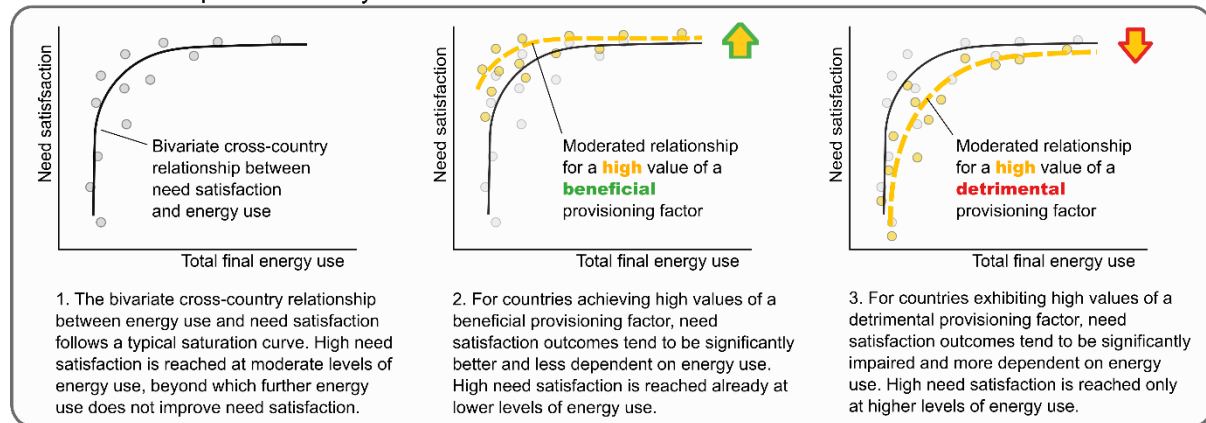 Need satisfsaction
Bivariate cross-country
relationship between
need satisfaction
and energy use
Total final energy use
1. The bivariate cross-country relationship
between energy use and need satisfaction
follows a typical saturation curve. High need
satisfaction is reached at moderate levels of
energy use, beyond which further energy
use does not improve need satisfaction.
Need satisfaction
Moderated relationship
for a high value of a
beneficial
provisioning factor
Total final energy use
2. For countries achieving high values of a
beneficial provisioning factor, need
satisfaction outcomes tend to be significantly
better and less dependent on energy use.
High need satisfaction is reached already at
lower levels of energy use.
Need satisfaction
Moderated relationship
for a high value of a
detrimental
provisioning factor
Total final energy use
3. For countries exhibiting high values of a
detrimental provisioning factor, need
satisfaction outcomes tend to be significantly
impaired and more dependent on energy
use. High need satisfaction is reached only
at higher levels of energy use.